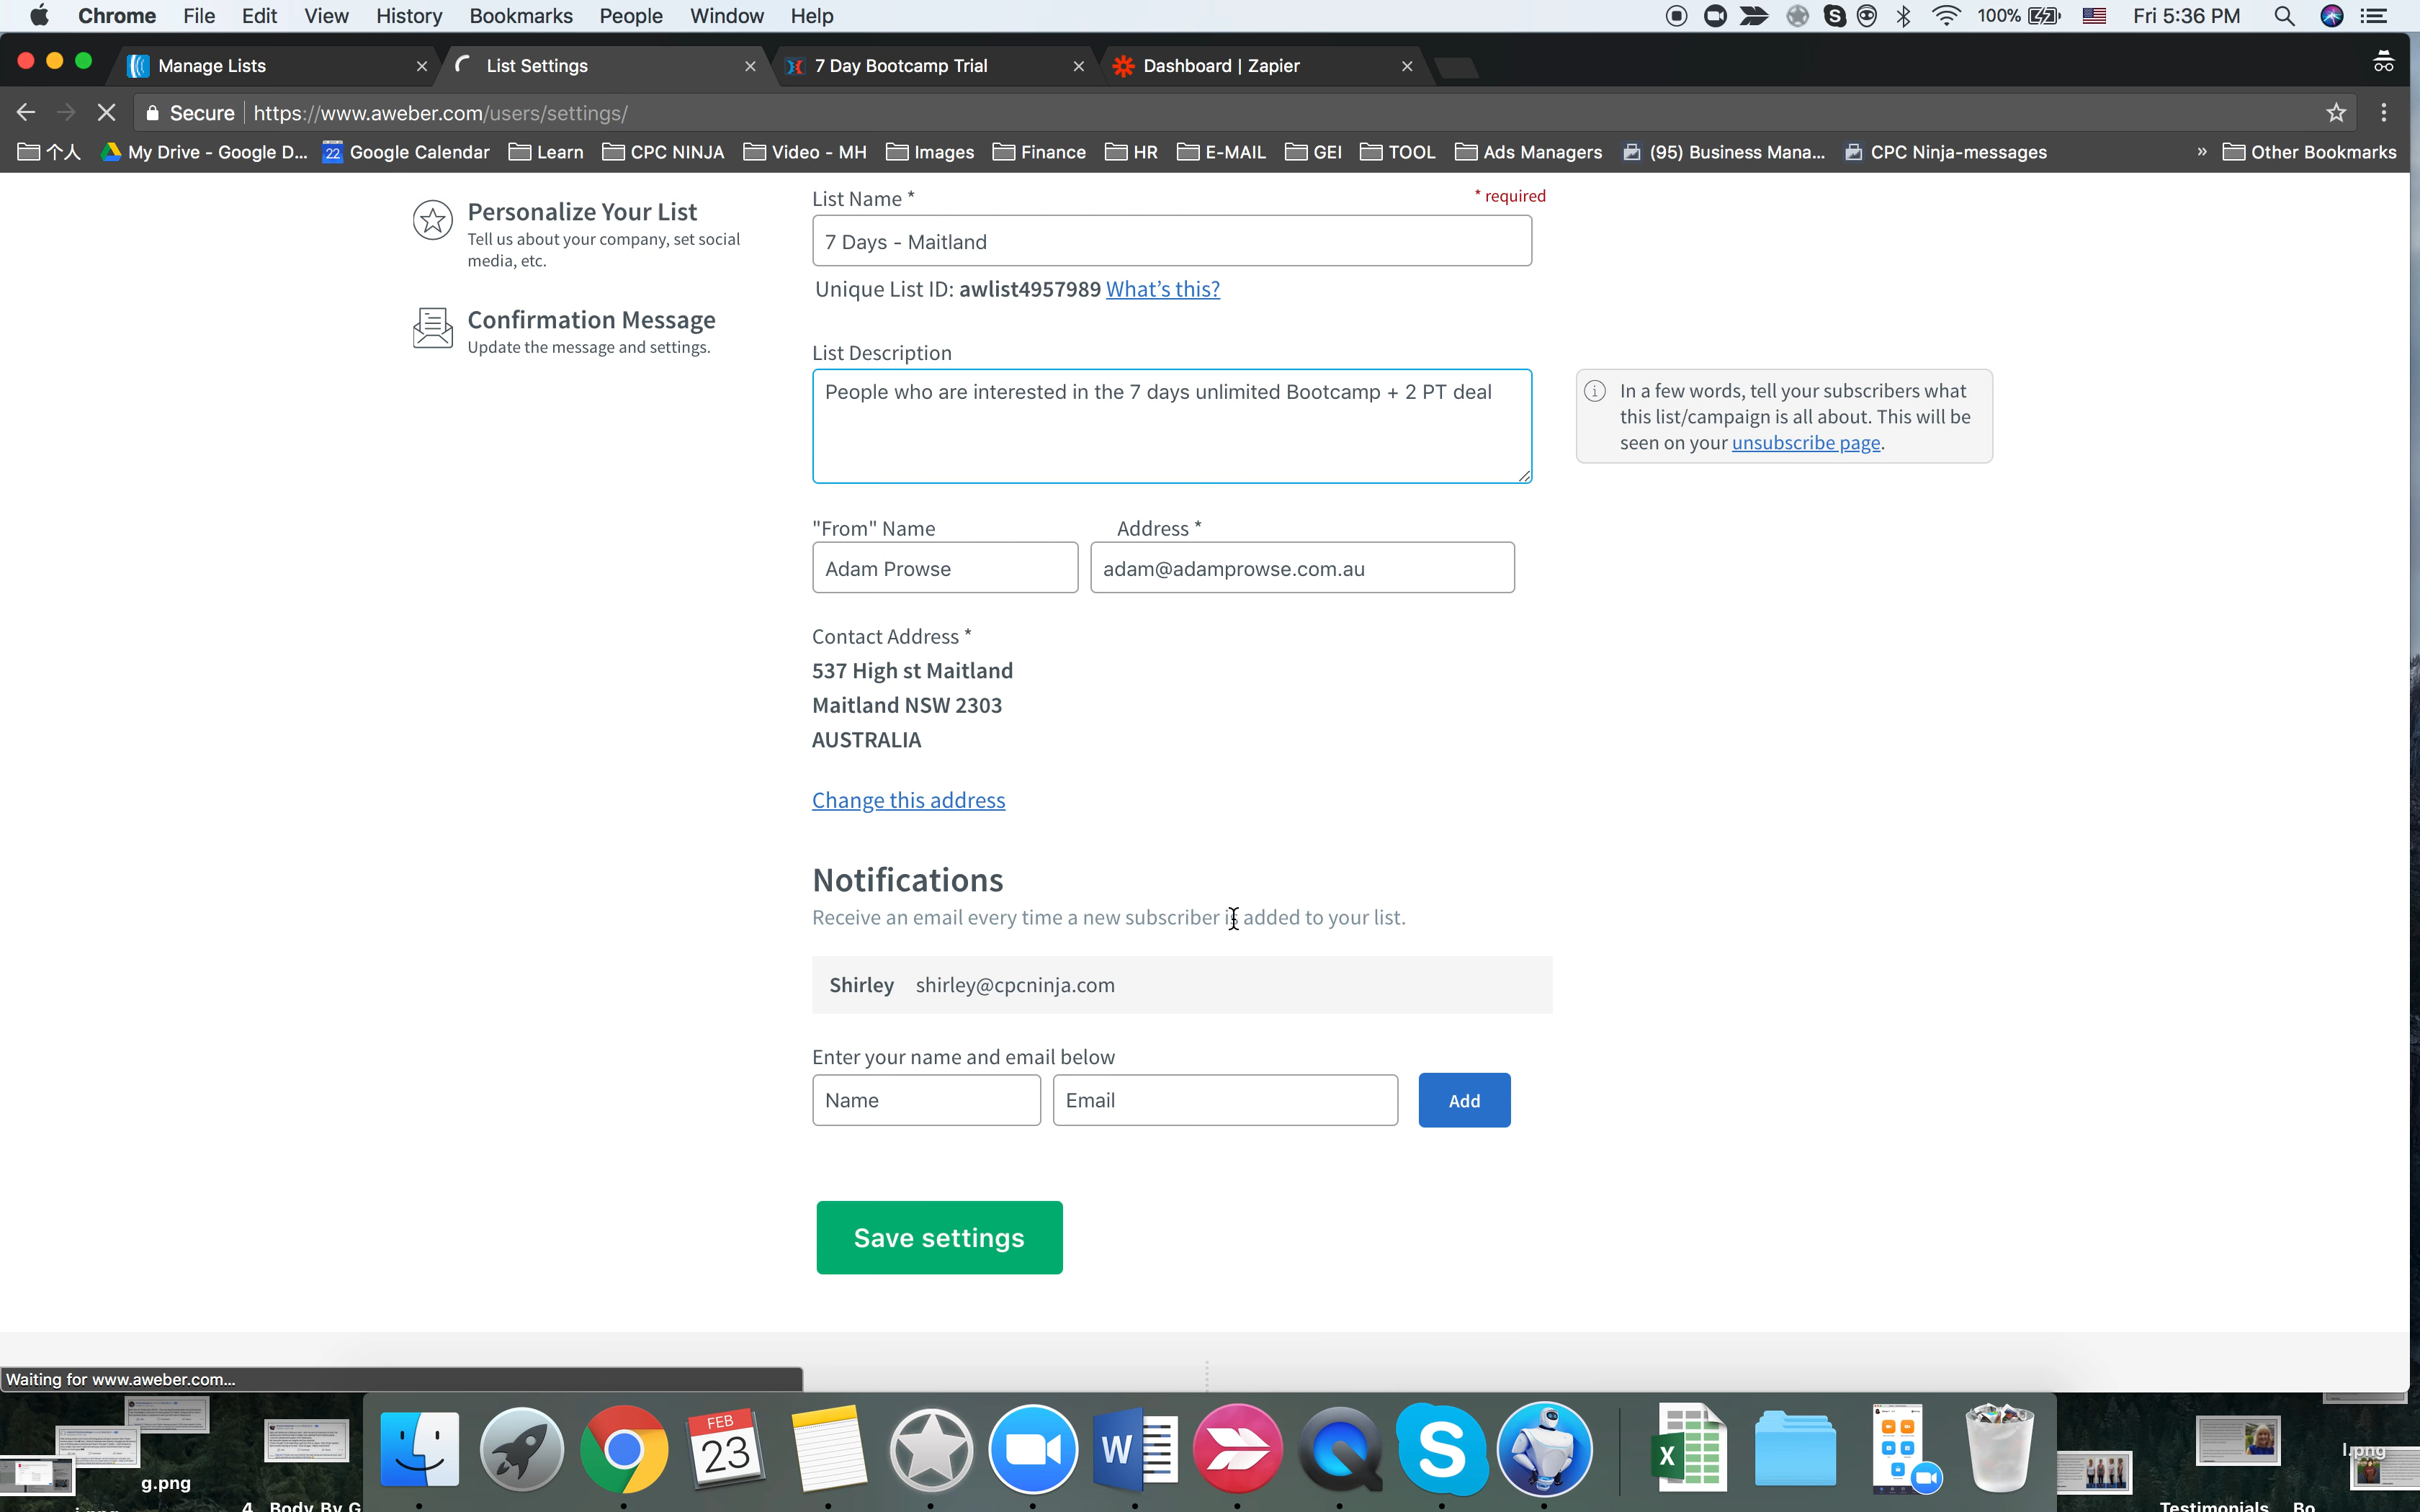 Chrome File Edit View History Bookmarks People Window Help 100% Fri 5:36 PM
Manage Lists List Settings 7 Day Bootcamp Trial Dashboard | Zapier
Secure https://www.aweber.com/users/settings/
个人 My Drive - Google D... 22 Google Calendar Learn CPC NINJA Video - MH Images Finance HR E-MAIL GEI TOOL Ads Managers (95) Business Mana... CPC Ninja-messages » Other Bookmarks
Personalize Your List
Tell us about your company, set social
media, etc.
Confirmation Message
Update the message and settings.
List Name *
* required
7 Days - Maitland
Unique List ID: awlist4957989 What's this?
List Description
People who are interested in the 7 days unlimited Bootcamp + 2 PT deal
In a few words, tell your subscribers what
this list/campaign is all about. This will be
seen on your unsubscribe page.
"From" Name Address *
Adam Prowse adam@adamprowse.com.au
Contact Address *
537 High st Maitland
Maitland NSW 2303
AUSTRALIA
Change this address
Notifications
Receive an email every time a new subscriber is added to your list.
Shirley shirley@cpcninja.com
Enter your name and email below
Name Email Add
Save settings
Waiting for www.aweber.com...
FEB
23
W
S
X
g.png
l.png
4 Body By G
Testimonials Bo